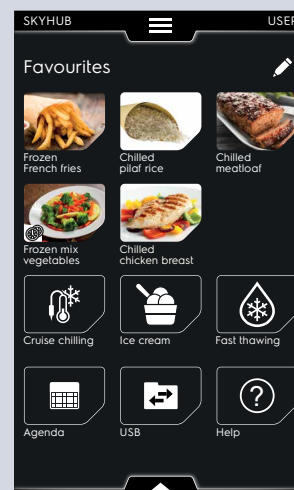 SKYHUB USER
Favourites
Frozen
French fries
Chilled
pilaf rice
Chilled
meatloaf
Frozen mix
vegetables
Chilled
chicken breast
Cruise chilling Ice cream Fast thawing
Agenda USB Help